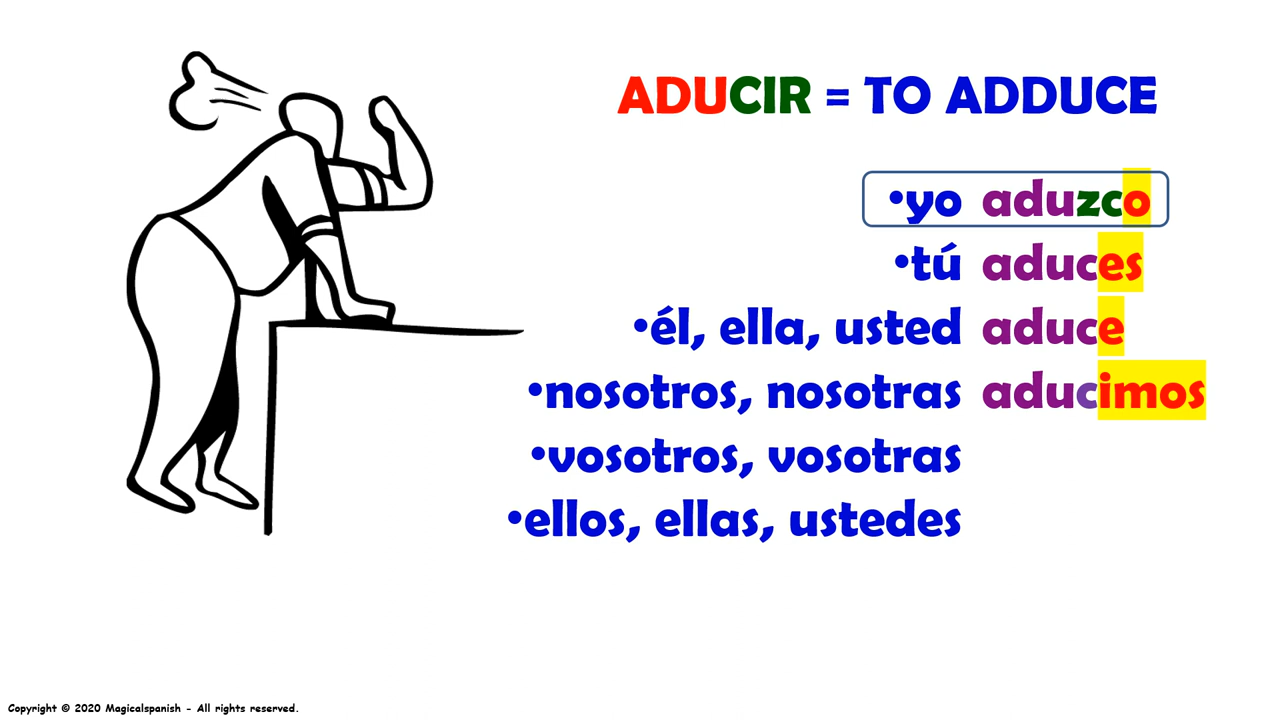 ADUCIR = TO ADDUCE
•yo aduzco
•tú aduces
•él, ella, usted aduce
•nosotros, nosotras aducimos
•vosotros, vosotras
•ellos, ellas, ustedes
Copyright © 2020 Magicalspanish - All rights reserved.